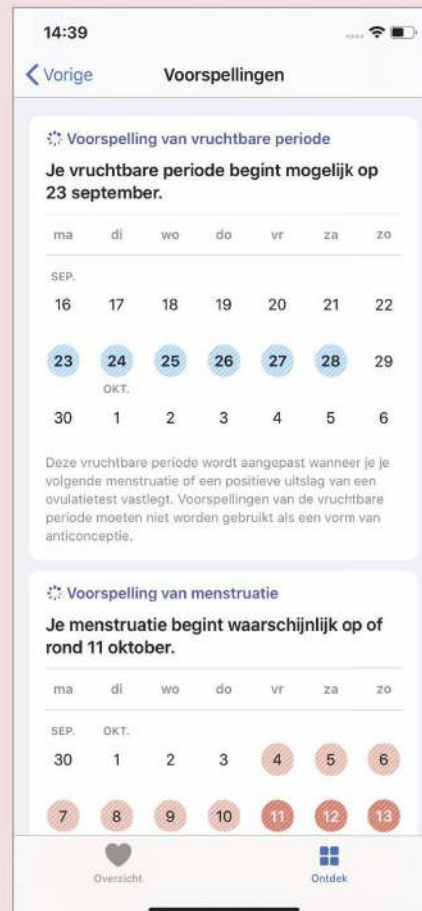 14:39
Vorige
Voorspellingen
Voorspelling van vruchtbare periode
Je vruchtbare periode begint mogelijk op
23 september.
ma di wo do vr za zo
SEP.
16 17 18 19 20 21 22
23 24 25 26 27 28 29
OKT.
30 1 2 3 4 5 6
Deze vruchtbare periode wordt aangepast wanneer je je
volgende menstruatie of een positieve uitslag van een
ovulatietest vastlegt. Voorspellingen van de vruchtbare
periode moeten niet worden gebruikt als een vorm van
anticonceptie.
Voorspelling van menstruatie
Je menstruatie begint waarschijnlijk op of
rond 11 oktober.
ma di wo do vr za zo
SEP. OKT.
30 1 2 3 4 5 6
7 8 9 10 11 12 13
Overzicht Ontdek